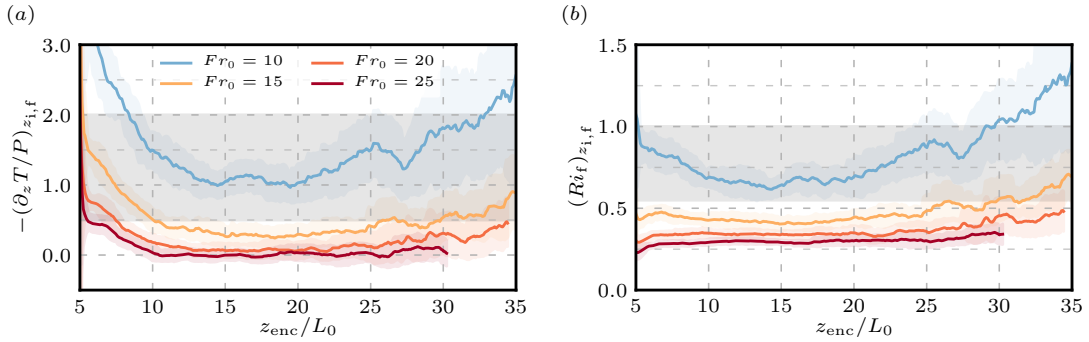 (a)
3.0
2.0
1.0
0.0
−(∂zT/P)zi,f
Fr0 = 10
Fr0 = 20
Fr0 = 15
Fr0 = 25
5 10 15 20 25 30 35
zenc/L0
(b)
1.5
1.0
0.5
0.0
(Rif)zi,f
5 10 15 20 25 30 35
zenc/L0